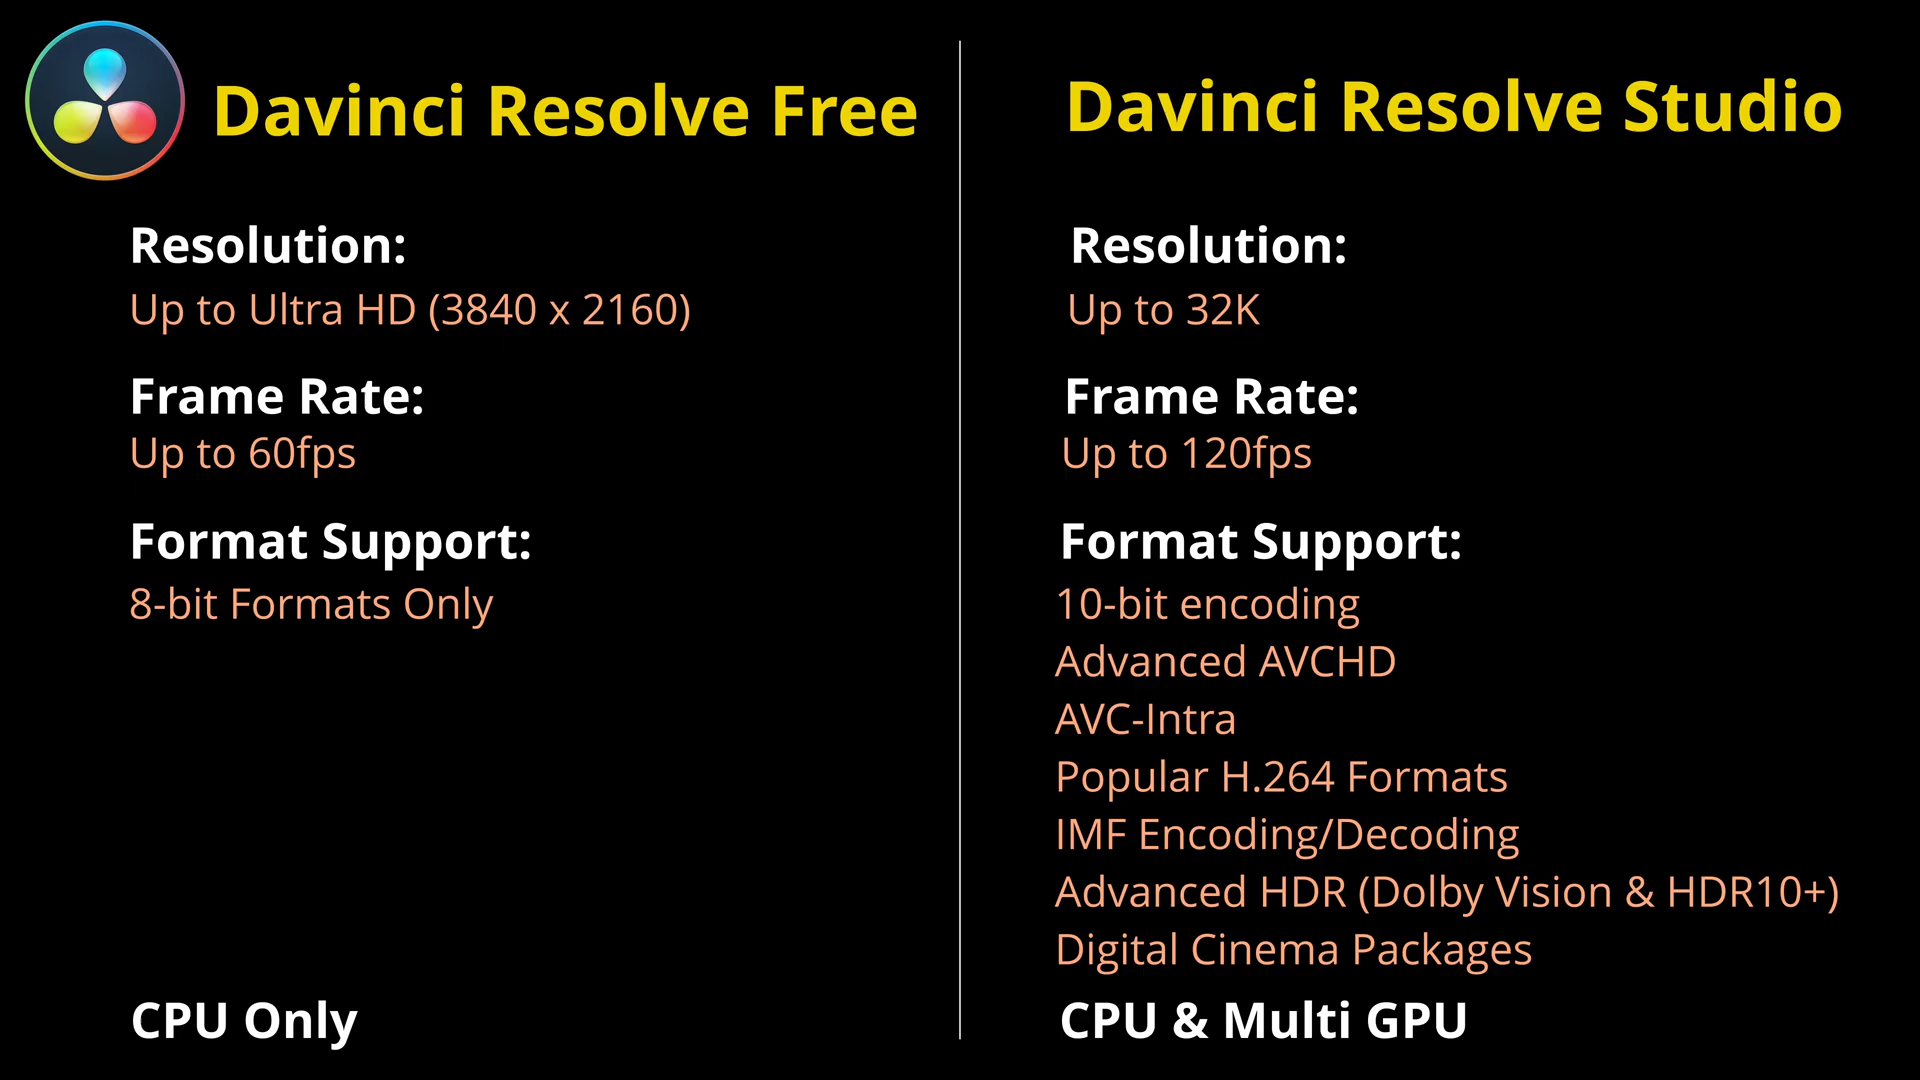 Davinci Resolve Free
Resolution:
Up to Ultra HD (3840 x 2160)
Frame Rate:
Up to 60fps
Format Support:
8-bit Formats Only
CPU Only
Davinci Resolve Studio
Resolution:
Up to 32K
Frame Rate:
Up to 120fps
Format Support:
10-bit encoding
Advanced AVCHD
AVC-Intra
Popular H.264 Formats
IMF Encoding/Decoding
Advanced HDR (Dolby Vision & HDR10+)
Digital Cinema Packages
CPU & Multi GPU